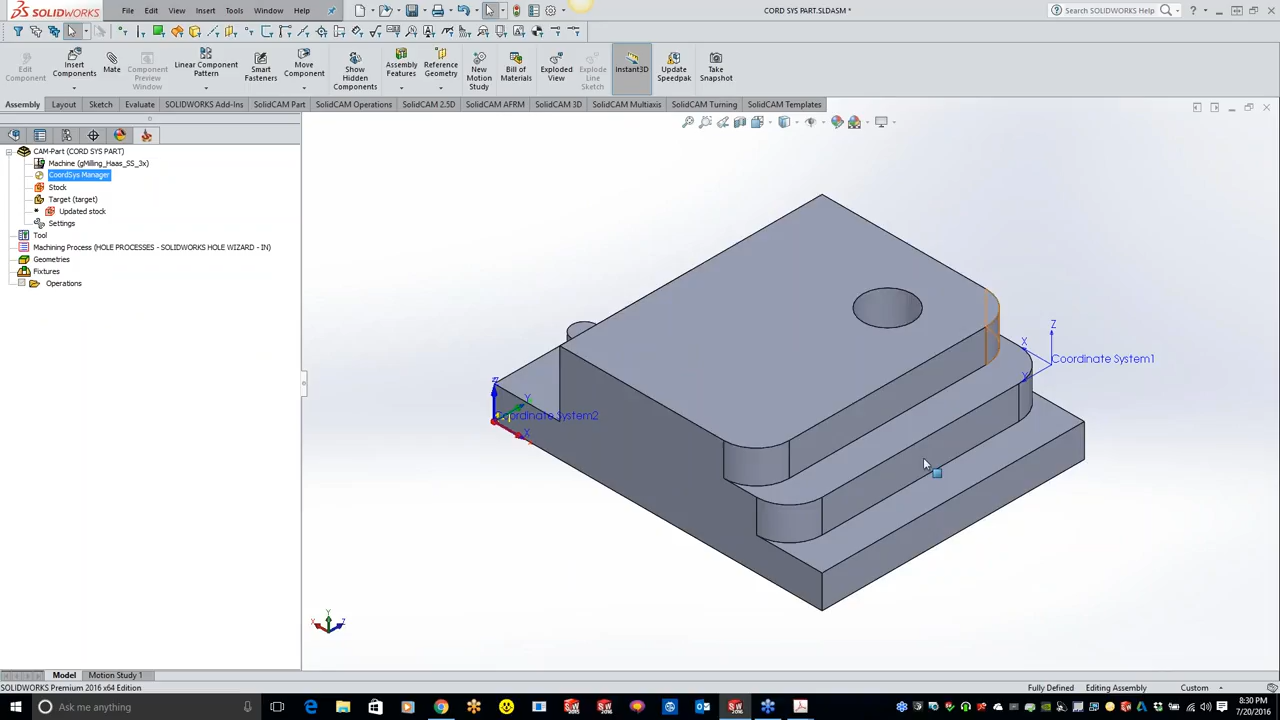 SOLIDWORKS File Edit View Insert Tools Window Help CORD SYS PART.SLDASM * Search SOLIDWORKS Help
Edit Component
Insert Components
Mate
Component Preview Window
Linear Component Pattern
Smart Fasteners
Move Component
Show Hidden Components
Assembly Features
Reference Geometry
New Motion Study
Bill of Materials
Exploded View
Explode Line Sketch
Instant3D
Update Speedpak
Take Snapshot
Assembly Layout Sketch Evaluate SOLIDWORKS Add-Ins SolidCAM Part SolidCAM Operations SolidCAM 2.5D SolidCAM AFRM SolidCAM 3D SolidCAM Multiaxis SolidCAM Turning SolidCAM Templates
CAM-Part (CORD SYS PART)
Machine (gMilling_Haas_SS_3x)
CoordSys Manager
Stock
Target (target)
Updated stock
Settings
Tool
Machining Process (HOLE PROCESSES - SOLIDWORKS HOLE WIZARD - IN)
Geometries
Fixtures
Operations
Z
X
Coordinate System1
Y
Z
Y
Coordinate System2
X
Y
X Z
Model Motion Study 1
SOLIDWORKS Premium 2016 x64 Edition Fully Defined Editing Assembly Custom
Ask me anything
8:30 PM
7/20/2016